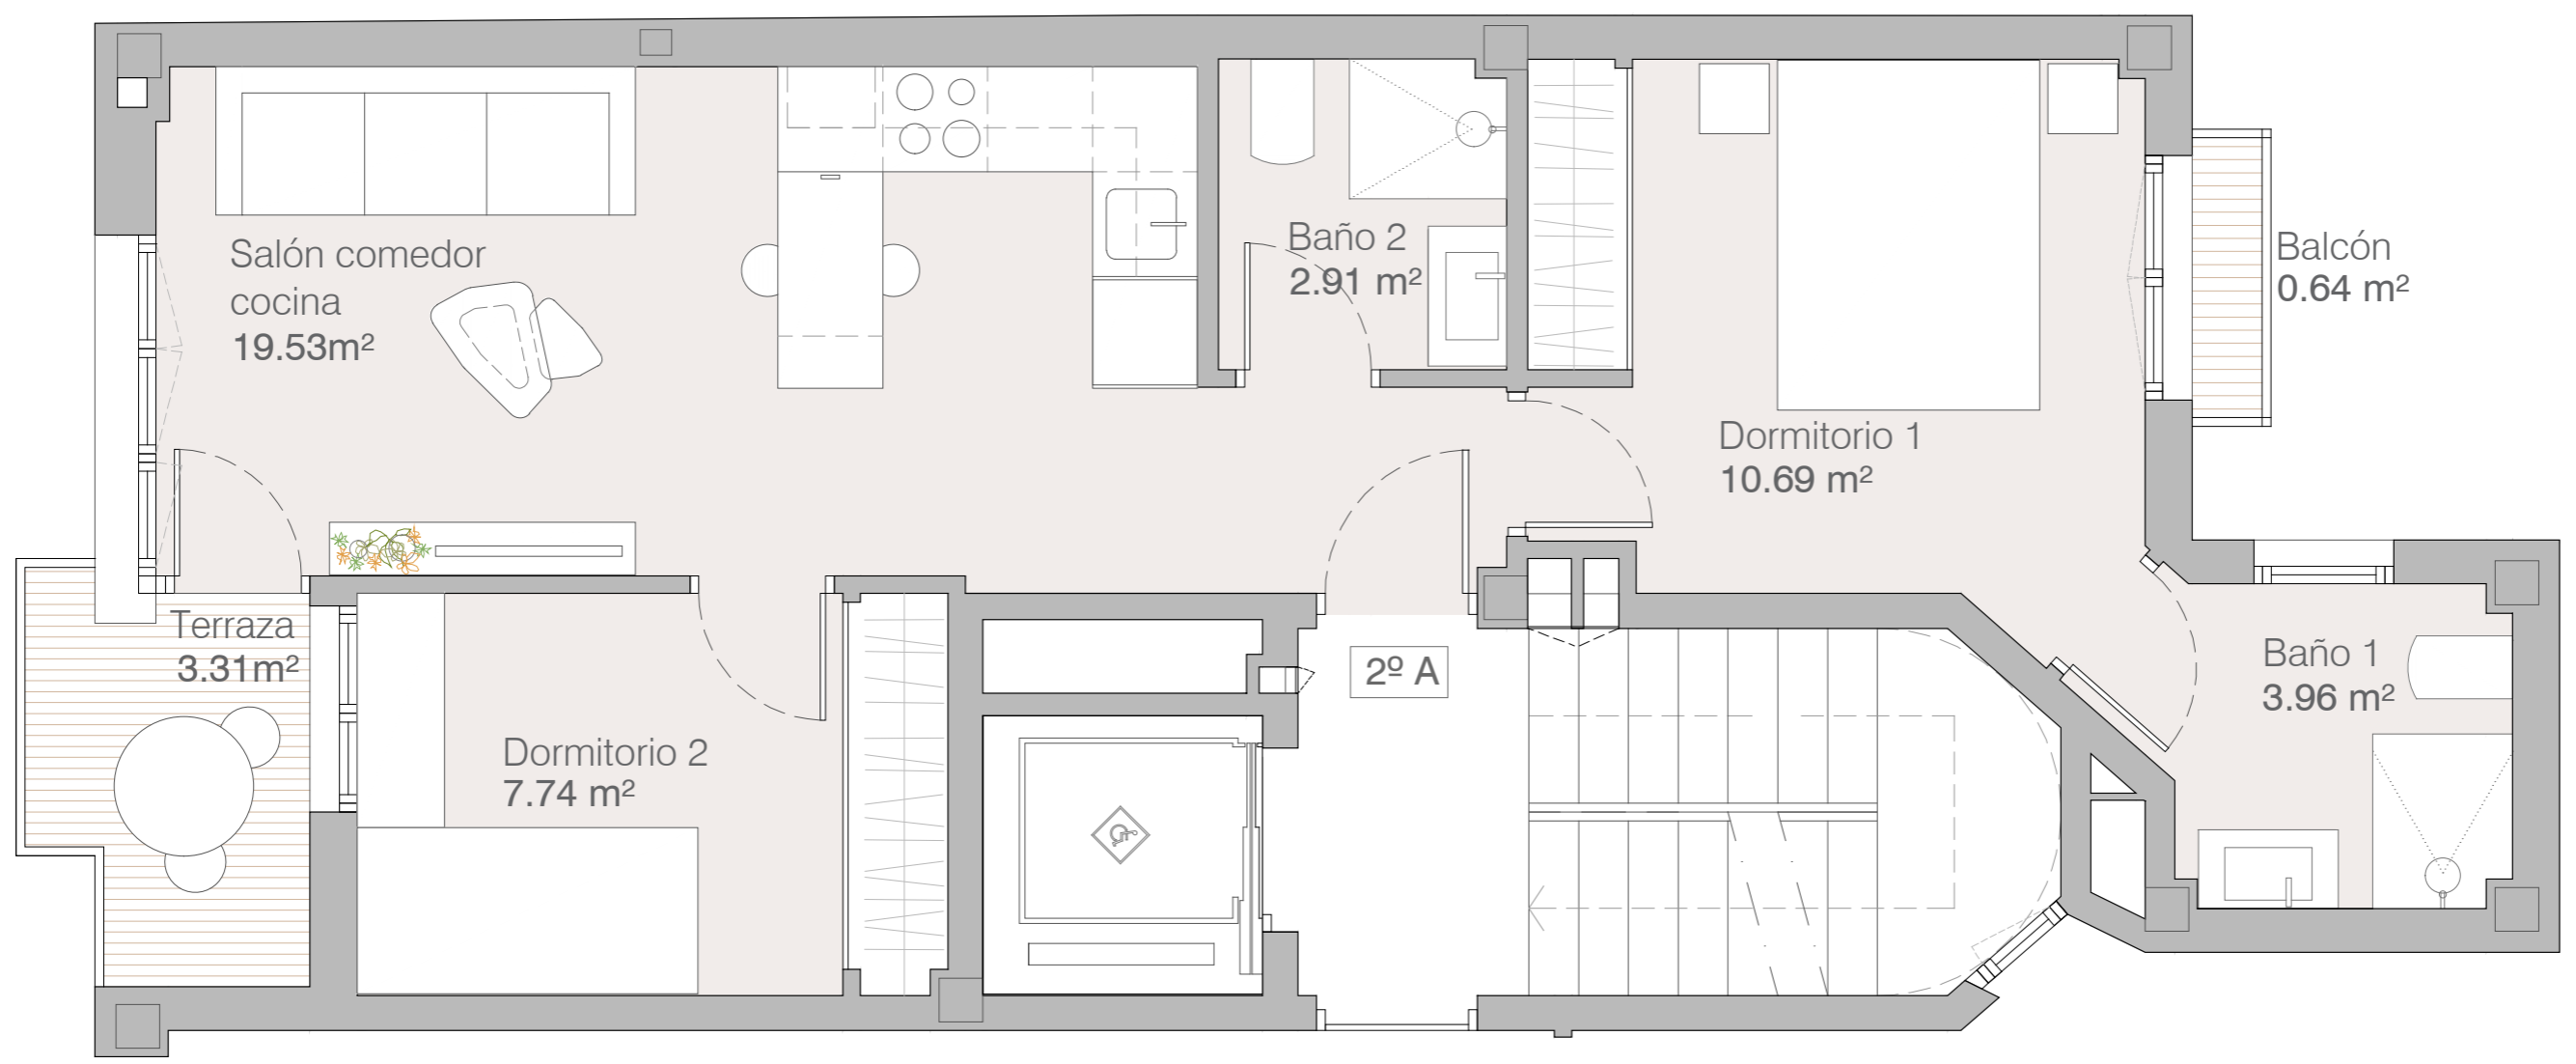 Salón comedor
cocina
19.53m²
Baño 2
2.91 m²
Balcón
0.64 m²
Dormitorio 1
10.69 m²
Terraza
3.31m²
2º A
Baño 1
3.96 m²
Dormitorio 2
7.74 m²